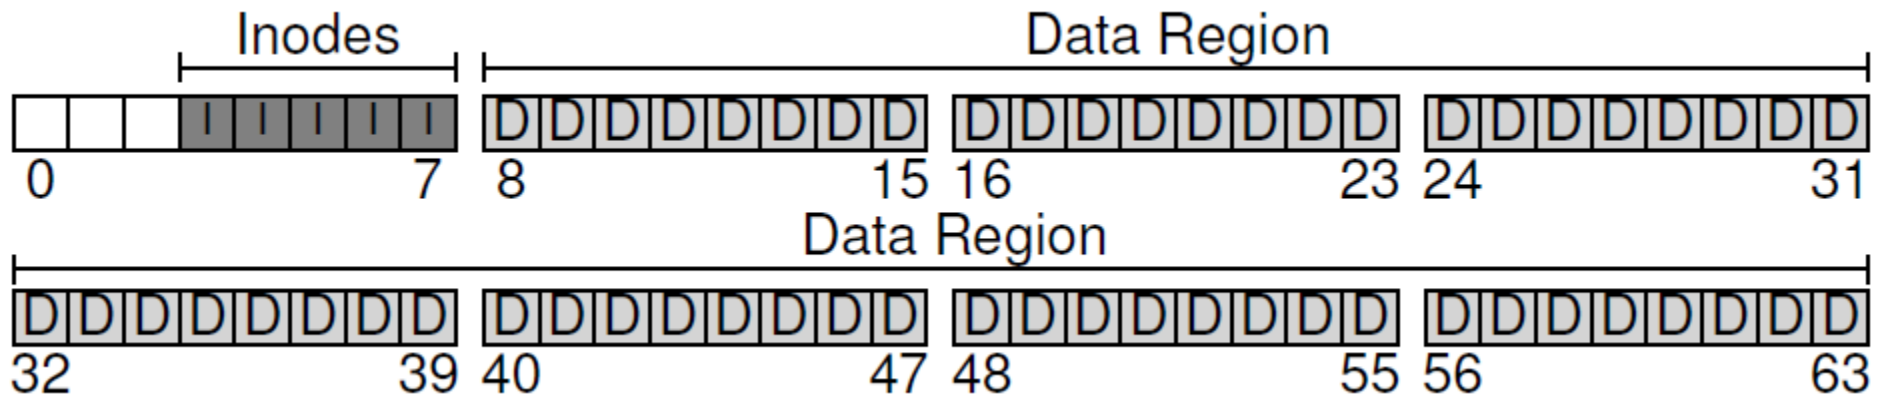 Inodes Data Region
I I I I I D D D D D D D D D D D D D D D D D D D D D D D D
0 7 8 15 16 23 24 31
Data Region
D D D D D D D D D D D D D D D D D D D D D D D D D D D D D D D D
32 39 40 47 48 55 56 63